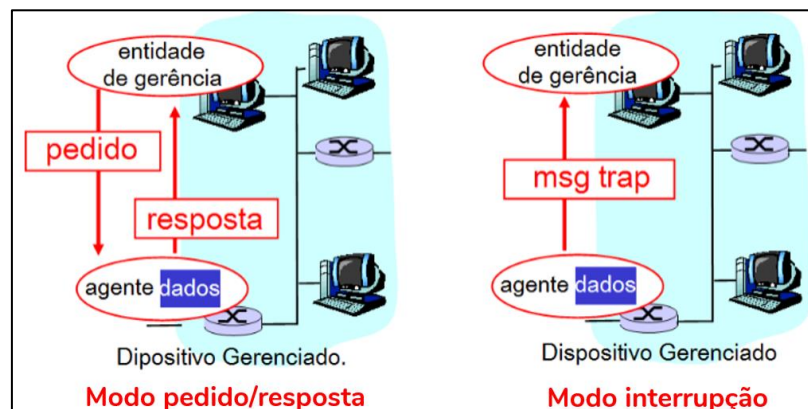 entidade
de gerência
pedido
resposta
agente dados
Dipositivo Gerenciado.
Modo pedido/resposta
entidade
de gerência
msg trap
agente dados
Dispositivo Gerenciado
Modo interrupção